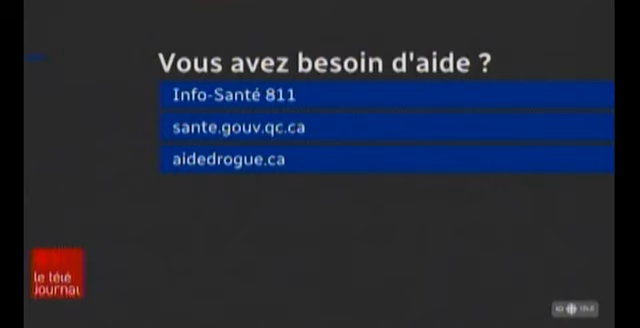 Vous avez besoin d'aide ?
Info-Santé 811
sante.gouv.qc.ca
aidedrogue.ca
le télé
journal